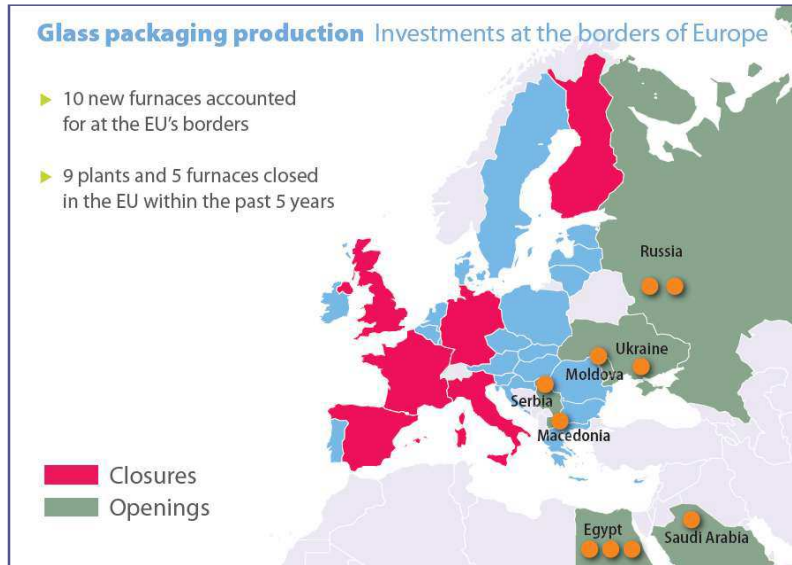 Glass packaging production Investments at the borders of Europe
10 new furnaces accounted
for at the EU's borders
9 plants and 5 furnaces closed
in the EU within the past 5 years
Russia
Ukraine
Moldova
Serbia
Macedonia
Closures
Openings
Egypt
Saudi Arabia